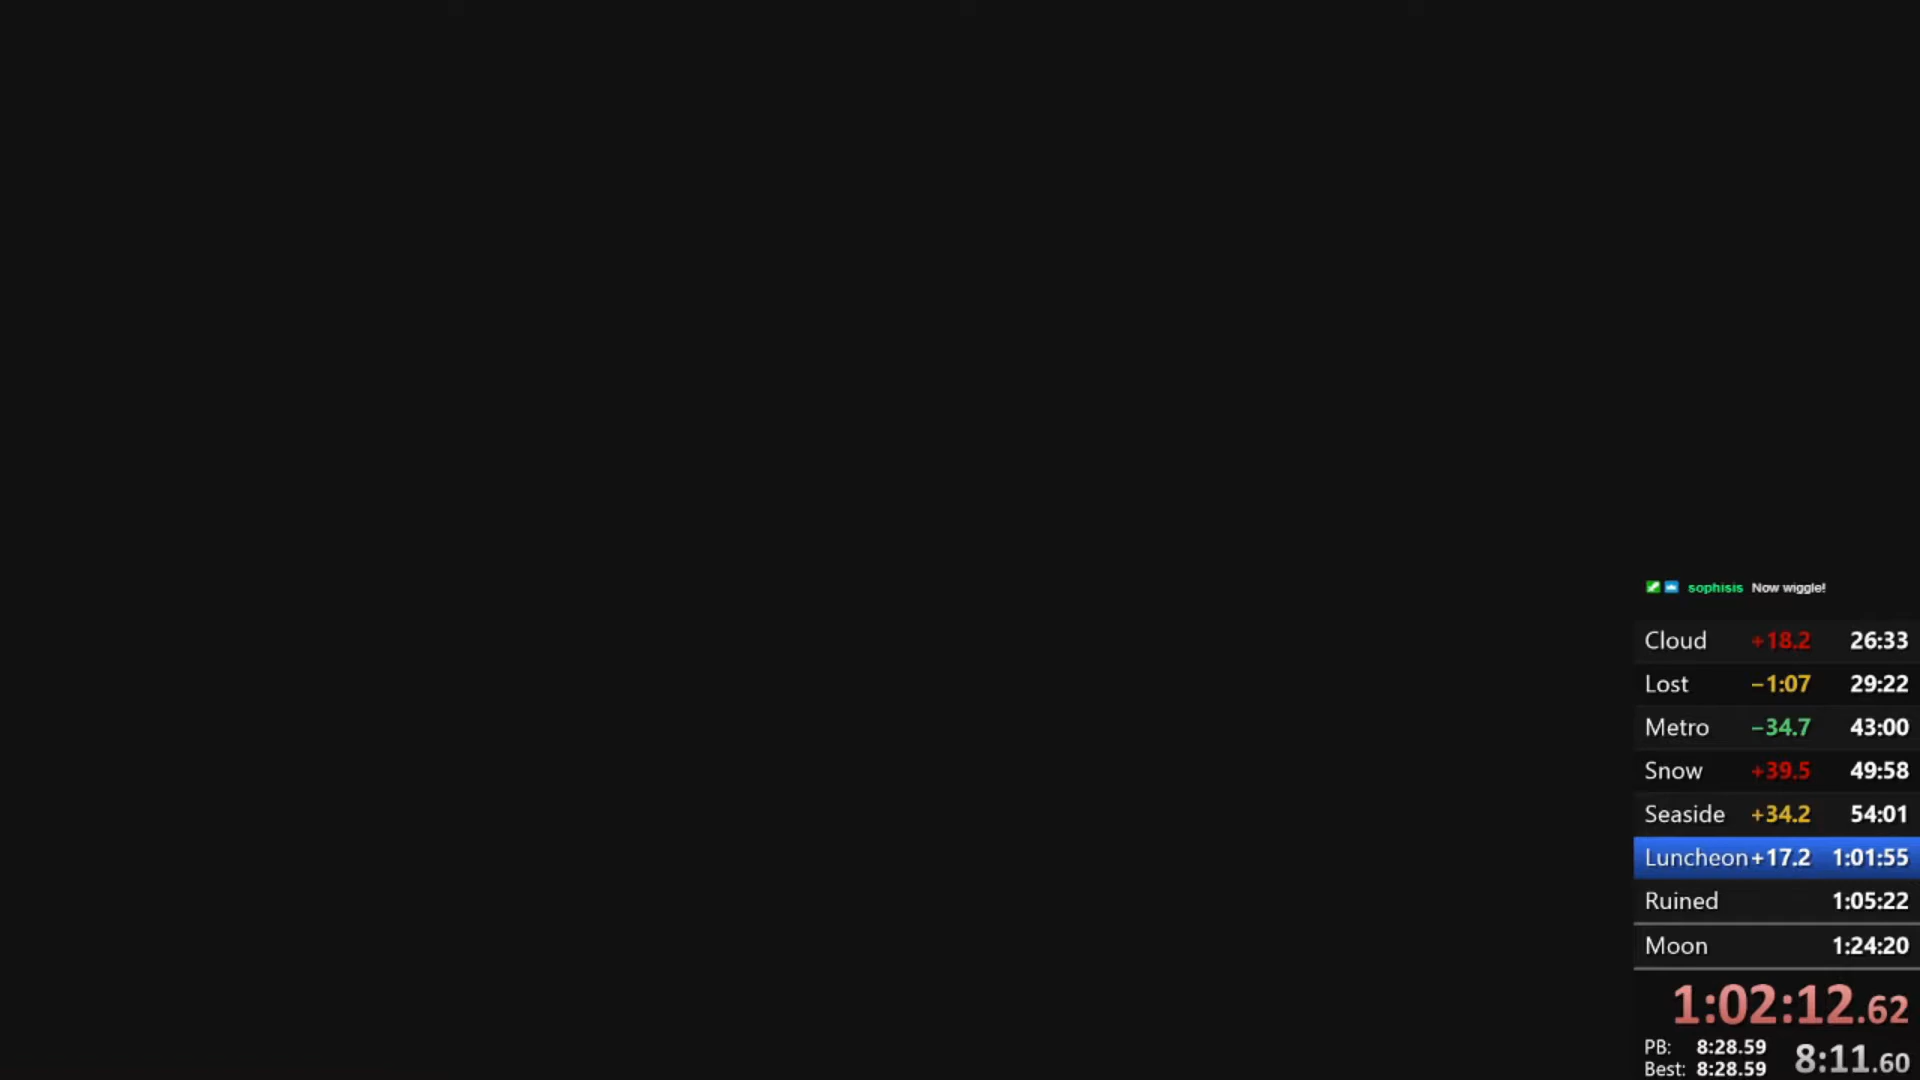 sophisis Now wiggle!
Cloud +18.2 26:33
Lost −1:07 29:22
Metro −34.7 43:00
Snow +39.5 49:58
Seaside +34.2 54:01
Luncheon +17.2 1:01:55
Ruined 1:05:22
Moon 1:24:20
1:02:12.62
PB: 8:28.59
Best: 8:28.59
8:11.60